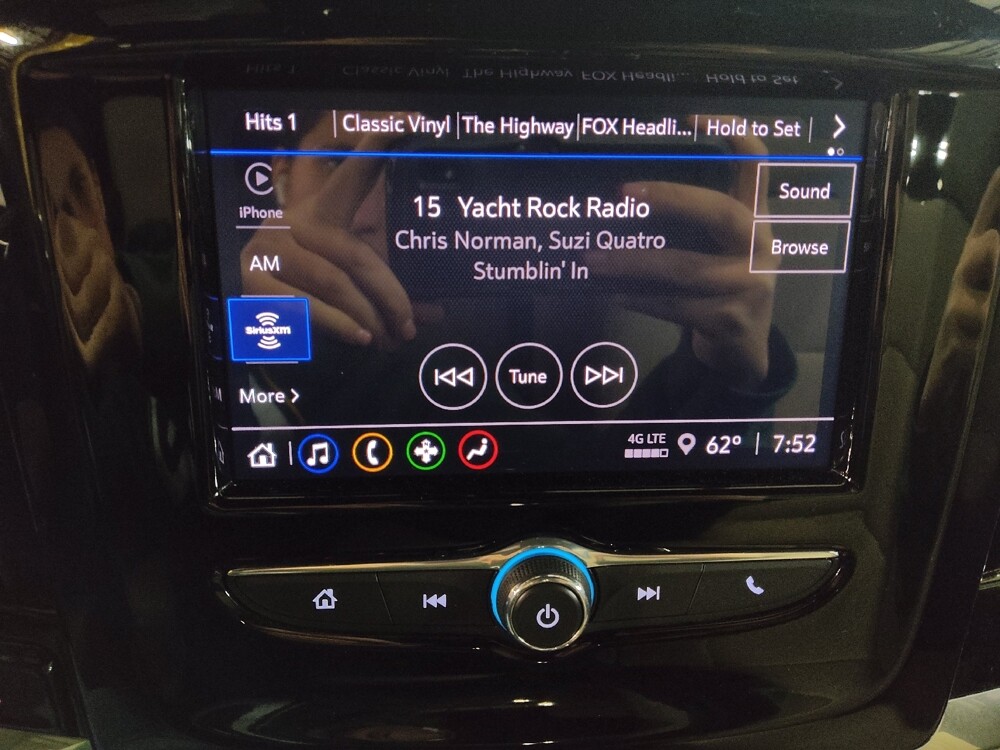 Hits 1 Classic Vinyl The Highway FOX Headli... Hold to Set
iPhone
AM
SiriusXM
More
15 Yacht Rock Radio
Chris Norman, Suzi Quatro
Stumblin' In
Sound
Browse
Tune
4G LTE 62° 7:52